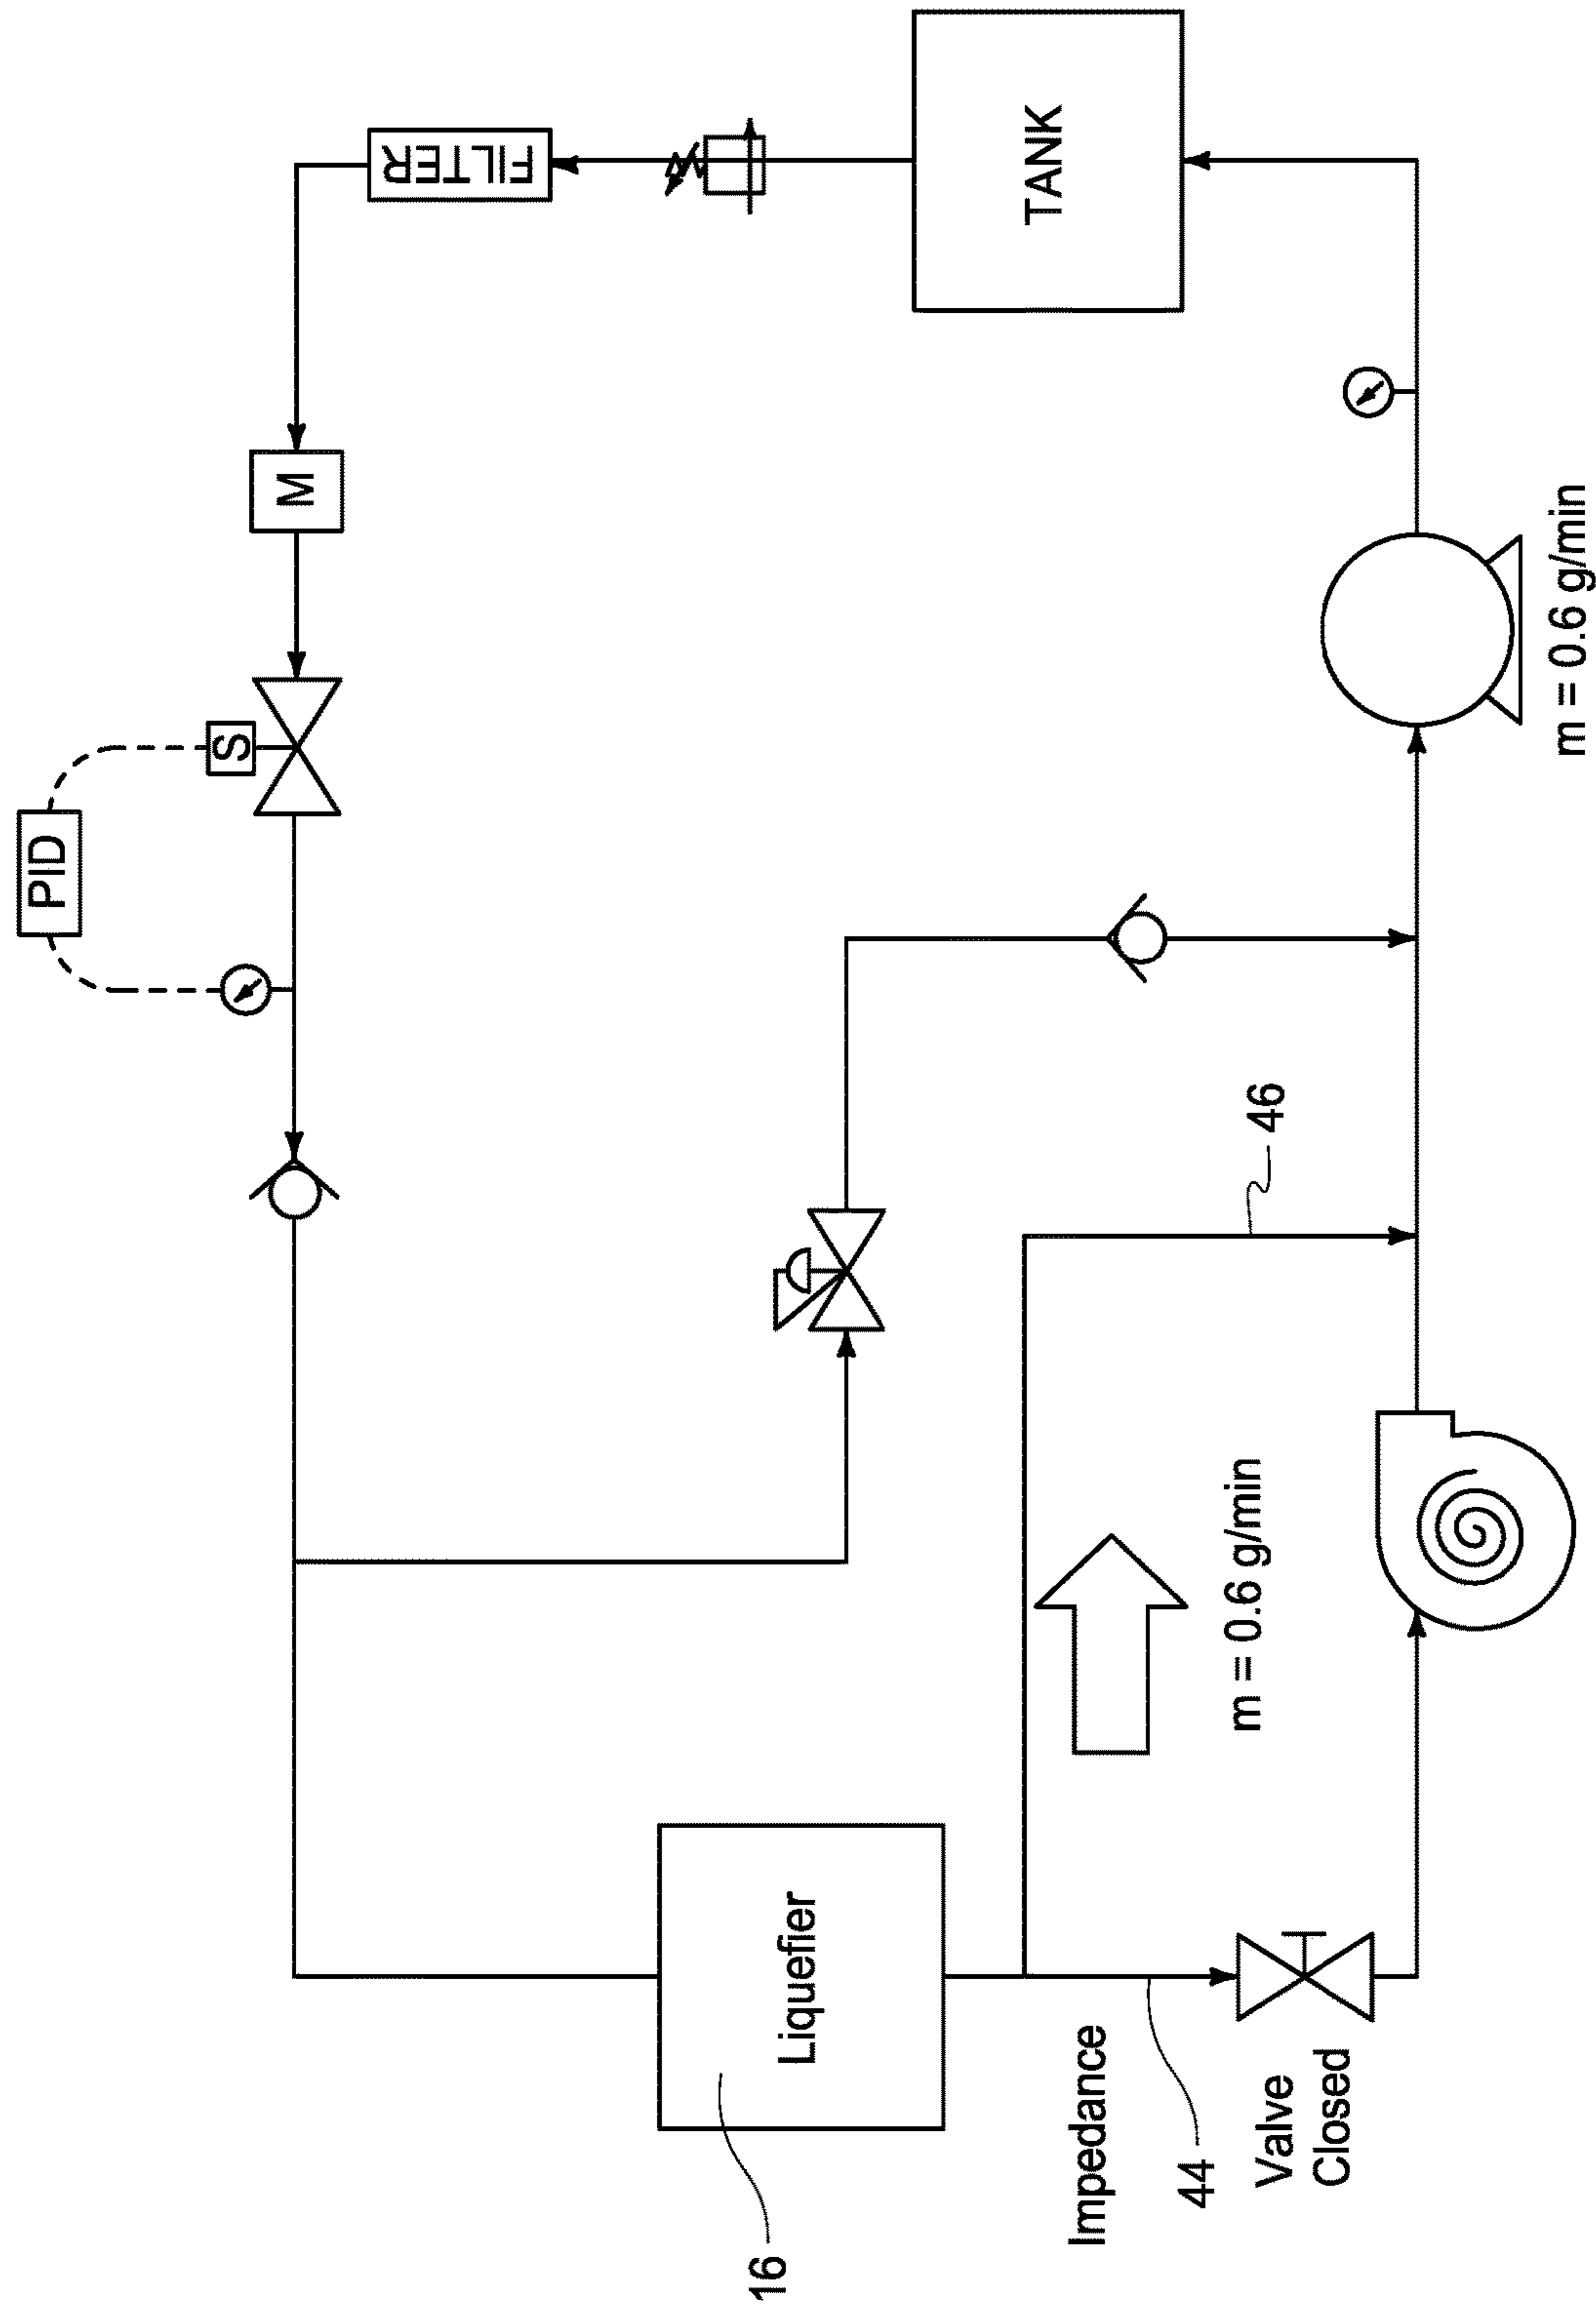 PID
S
M
FILTER
TANK
Liquefier
16
Impedance
44
Valve
Closed
m = 0.6 g/min
46
m = 0.6 g/min